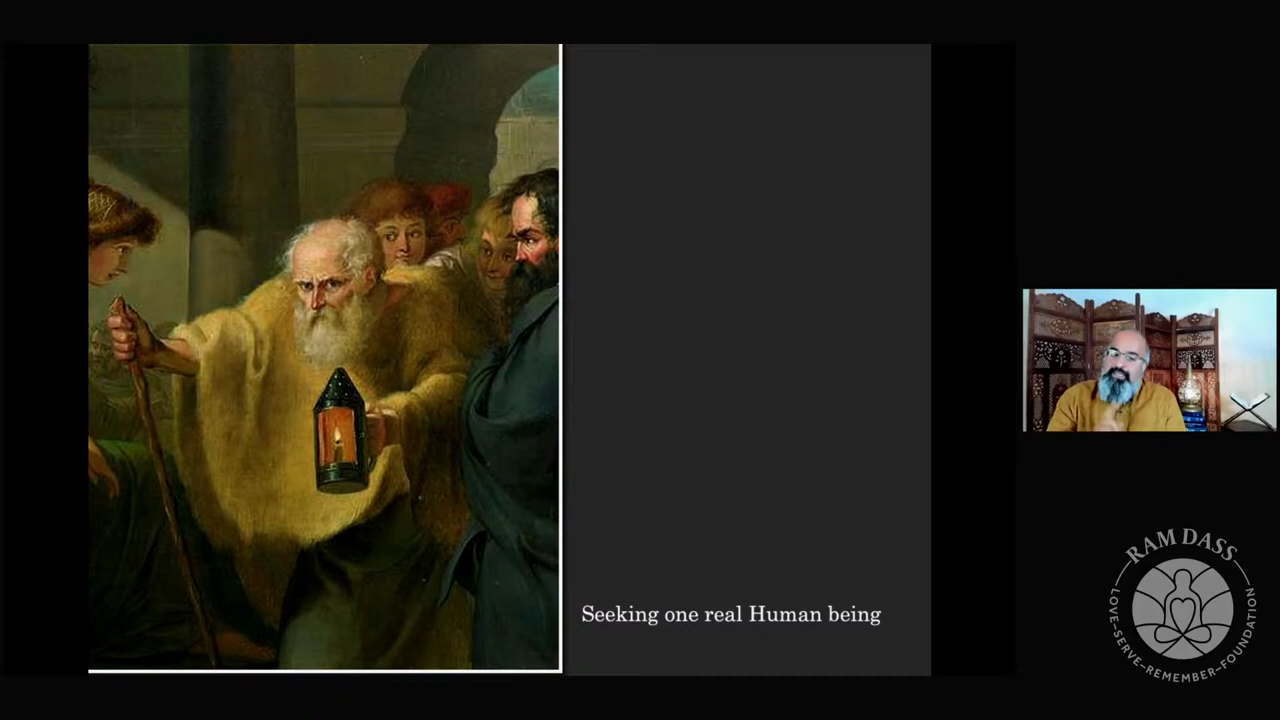 Seeking one real Human being
RAM DASS
LOVE–SERVE–REMEMBER–FOUNDATION